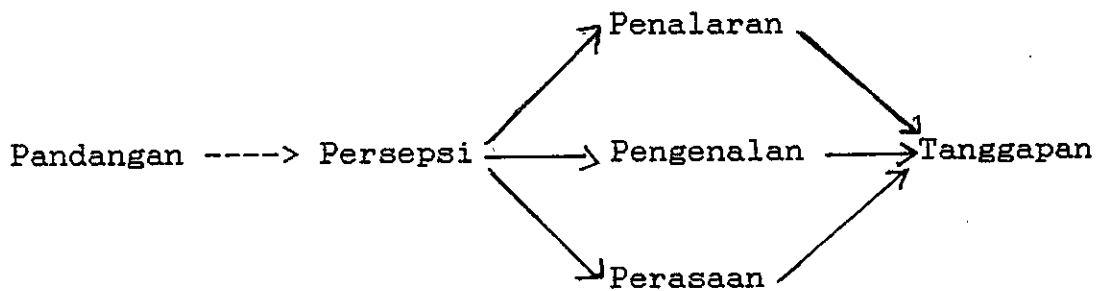 Penalaran
Pandangan ----> Persepsi Pengenalan Tanggapan
Perasaan